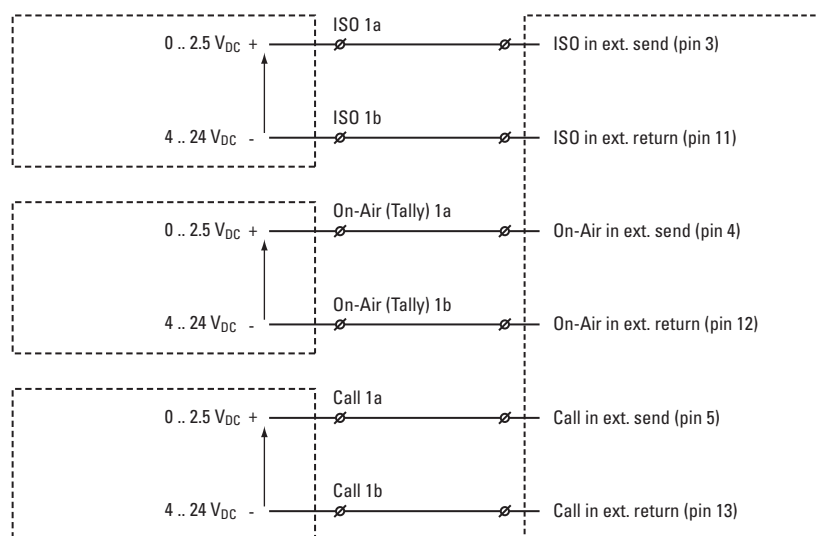 ISO 1a
0 .. 2.5 VDC + ISO in ext. send (pin 3)
ISO 1b
4 .. 24 VDC - ISO in ext. return (pin 11)
On-Air (Tally) 1a
0 .. 2.5 VDC + On-Air in ext. send (pin 4)
On-Air (Tally) 1b
4 .. 24 VDC - On-Air in ext. return (pin 12)
Call 1a
0 .. 2.5 VDC + Call in ext. send (pin 5)
Call 1b
4 .. 24 VDC - Call in ext. return (pin 13)